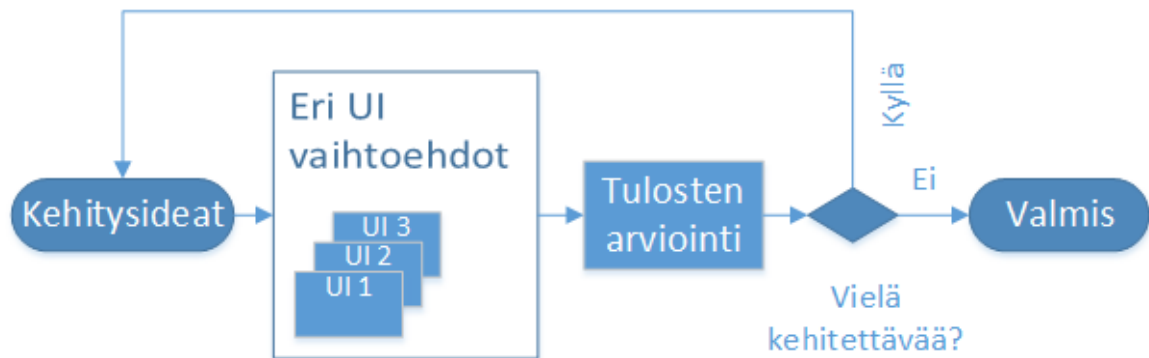 Kehitysideat
Eri UI
vaihtoehdot
UI 3
UI 2
UI 1
Tulosten
arviointi
Kyllä
Ei
Vielä
kehitettävää?
Valmis